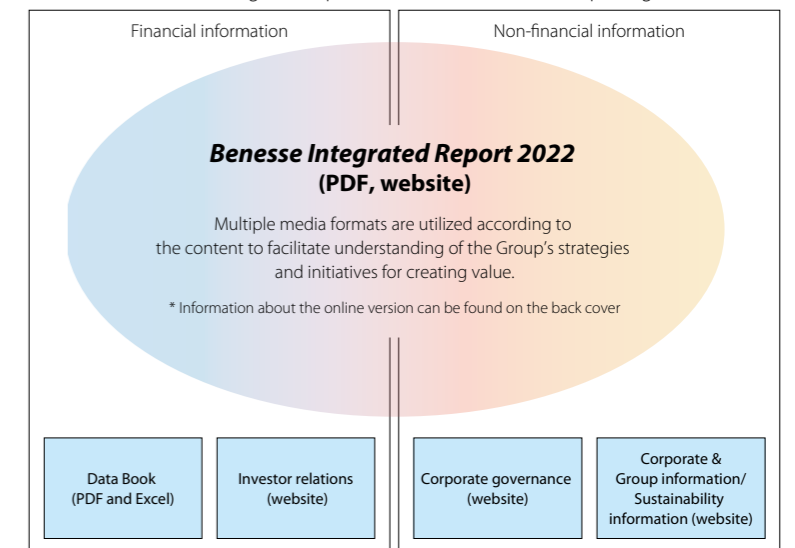 Financial information
Non-financial information
Benesse Integrated Report 2022
(PDF, website)
Multiple media formats are utilized according to
the content to facilitate understanding of the Group's strategies
and initiatives for creating value.
* Information about the online version can be found on the back cover
Data Book
(PDF and Excel)
Investor relations
(website)
Corporate governance
(website)
Corporate &
Group information/
Sustainability
information (website)